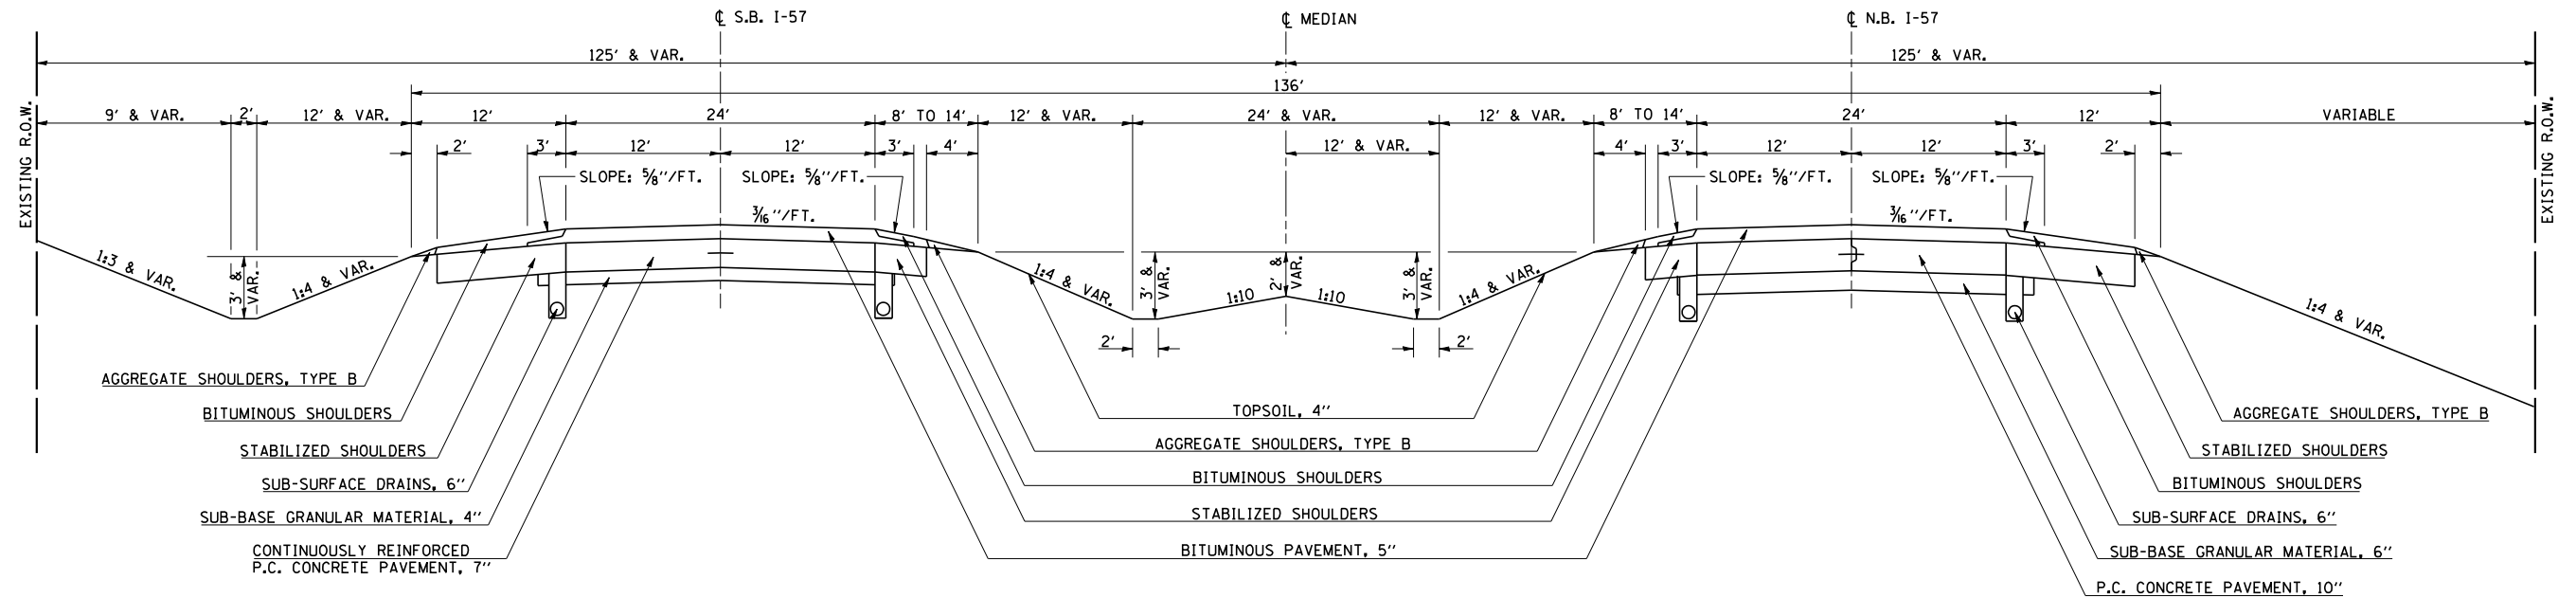 ℄ S.B. I-57
℄ MEDIAN
℄ N.B. I-57
125' & VAR.
125' & VAR.
136'
9' & VAR.
2'
12' & VAR.
12'
24'
8' TO 14'
12' & VAR.
24' & VAR.
12' & VAR.
8' TO 14'
24'
12'
VARIABLE
2'
3'
12'
12'
3'
4'
12' & VAR.
4'
3'
12'
12'
3'
2'
EXISTING R.O.W.
EXISTING R.O.W.
SLOPE: 5/8"/FT.
SLOPE: 5/8"/FT.
SLOPE: 5/8"/FT.
SLOPE: 5/8"/FT.
3/16"/FT.
3/16"/FT.
1:3 & VAR.
3' &
VAR.
1:4 & VAR.
1:4 & VAR.
3' &
VAR.
1:10
2' &
VAR.
1:10
3' &
VAR.
1:4 & VAR.
1:4 & VAR.
2'
2'
AGGREGATE SHOULDERS, TYPE B
BITUMINOUS SHOULDERS
STABILIZED SHOULDERS
SUB-SURFACE DRAINS, 6"
SUB-BASE GRANULAR MATERIAL, 4"
CONTINUOUSLY REINFORCED
P.C. CONCRETE PAVEMENT, 7"
TOPSOIL, 4"
AGGREGATE SHOULDERS, TYPE B
BITUMINOUS SHOULDERS
STABILIZED SHOULDERS
BITUMINOUS PAVEMENT, 5"
AGGREGATE SHOULDERS, TYPE B
STABILIZED SHOULDERS
BITUMINOUS SHOULDERS
SUB-SURFACE DRAINS, 6"
SUB-BASE GRANULAR MATERIAL, 6"
P.C. CONCRETE PAVEMENT, 10"